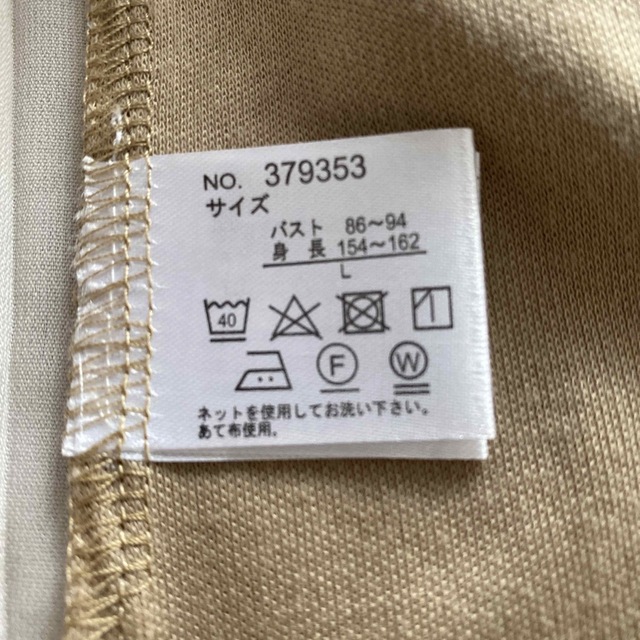 NO. 379353
サイズ
バスト 86～94
身 長 154～162
L
40
F W
ネットを使用してお洗い下さい。
あて布使用。